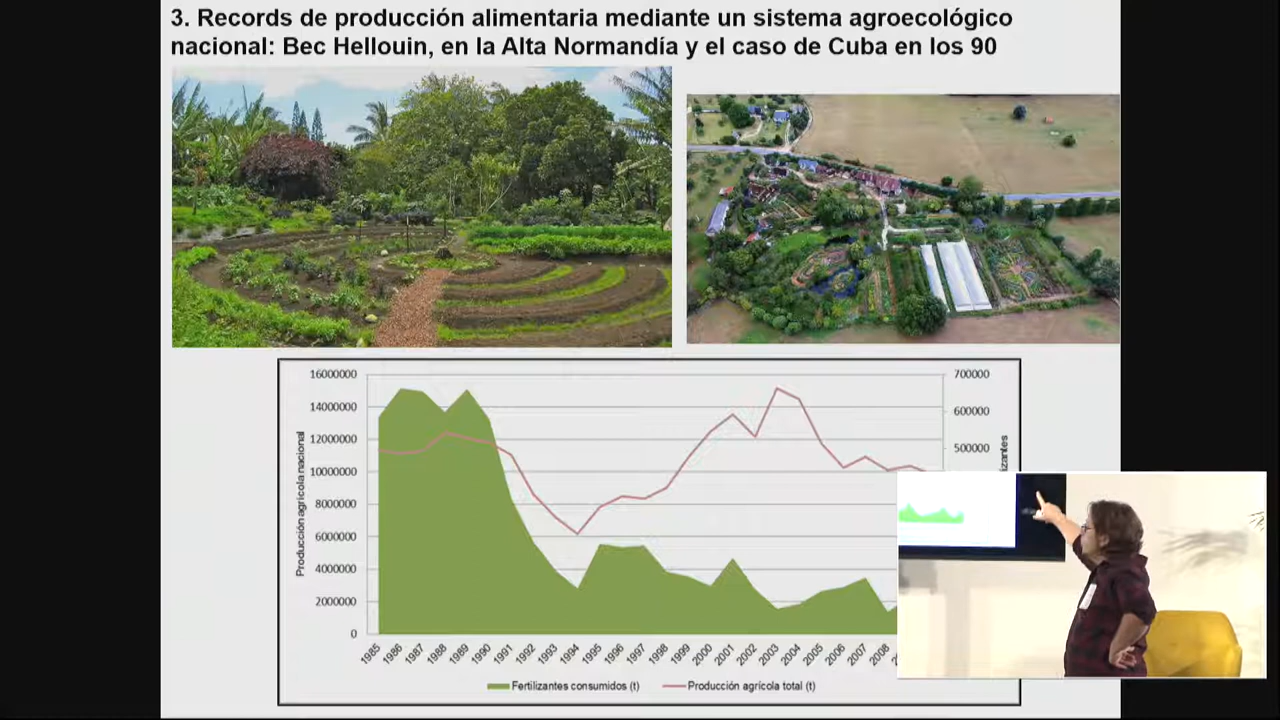 3. Records de producción alimentaria mediante un sistema agroecológico
nacional: Bec Hellouin, en la Alta Normandía y el caso de Cuba en los 90
16000000
14000000
12000000
10000000
8000000
6000000
4000000
2000000
0
Producción agrícola nacional
700000
600000
500000
1985 1986 1987 1988 1989 1990 1991 1992 1993 1994 1995 1996 1997 1998 1999 2000 2001 2002 2003 2004 2005 2006 2007 2008
Fertilizantes consumidos (t) Producción agrícola total (t)